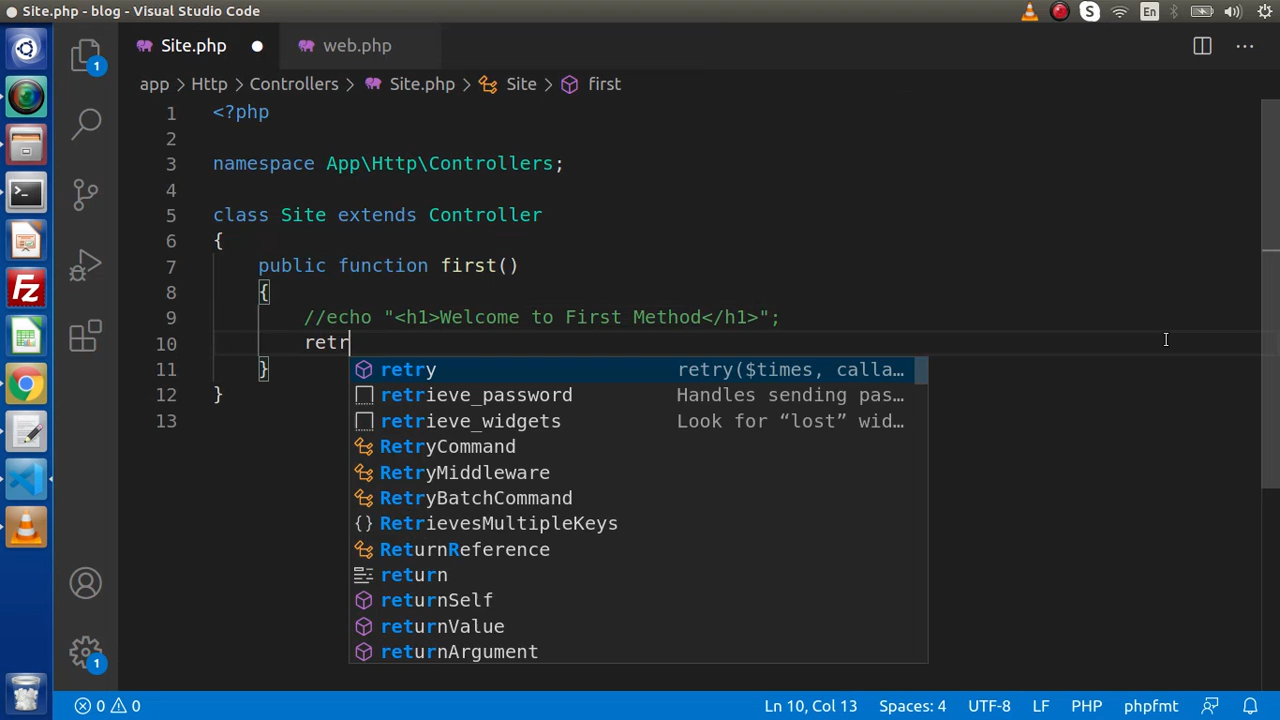 Site.php - blog - Visual Studio Code
En
Site.php
web.php
app > Http > Controllers > Site.php > Site > first
1 <?php
2
3 namespace App\Http\Controllers;
4
5 class Site extends Controller
6 {
7 public function first()
8 {
9 //echo "<h1>Welcome to First Method</h1>";
10 retr
11 }
12 }
13
retry retry($times, calla…
retrieve_password Handles sending pas…
retrieve_widgets Look for “lost” wid…
RetryCommand
RetryMiddleware
RetryBatchCommand
RetrievesMultipleKeys
ReturnReference
return
returnSelf
returnValue
returnArgument
1
1
0 0 Ln 10, Col 13 Spaces: 4 UTF-8 LF PHP phpfmt